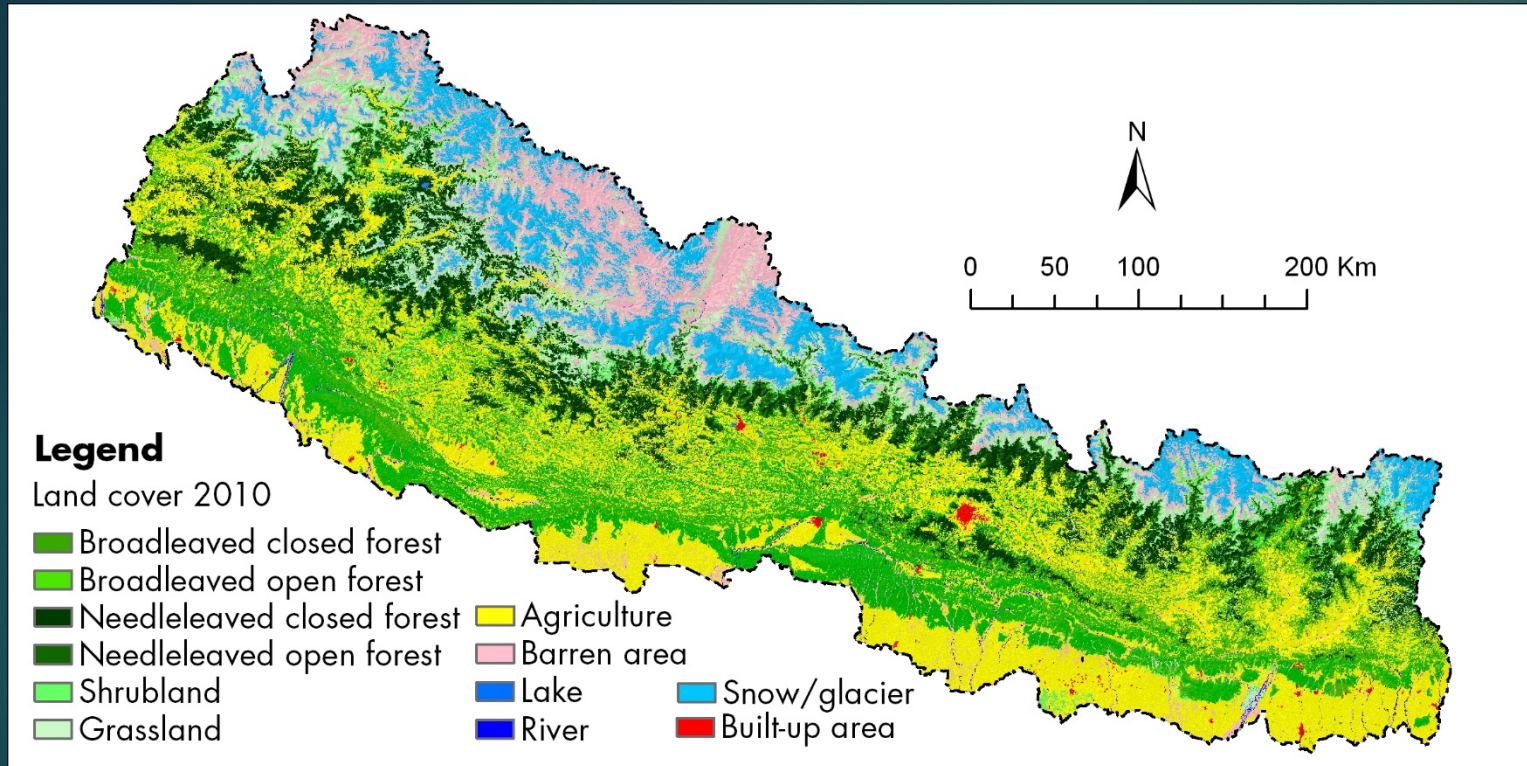 N
0 50 100 200 Km
Legend
Land cover 2010
Broadleaved closed forest
Broadleaved open forest
Needleleaved closed forest
Needleleaved open forest
Shrubland
Grassland
Agriculture
Barren area
Lake
River
Snow/glacier
Built-up area